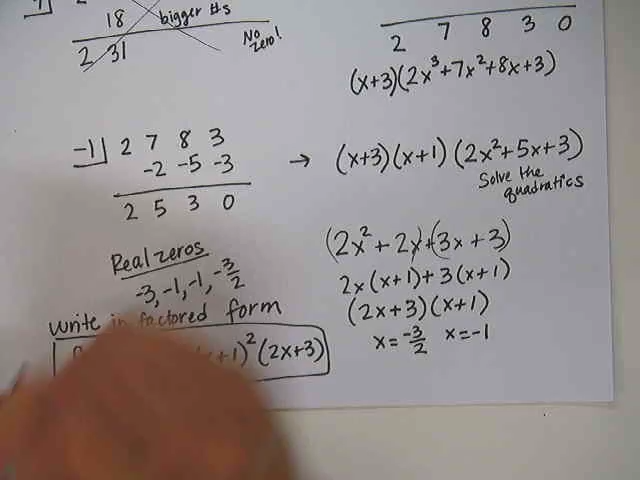 18 bigger #s
2 31 No zero!
2 7 8 3 0
(x+3)(2x³+7x²+8x+3)
-1 2 7 8 3
-2 -5 -3
2 5 3 0
→ (x+3)(x+1)(2x²+5x+3)
Solve the
quadratics
(2x² + 2x)+(3x + 3)
2x(x+1)+3(x+1)
(2x+3)(x+1)
x = -3/2 x = -1
Real zeros
-3, -1, -1, -3/2
Write in factored form
+1)²(2x+3)